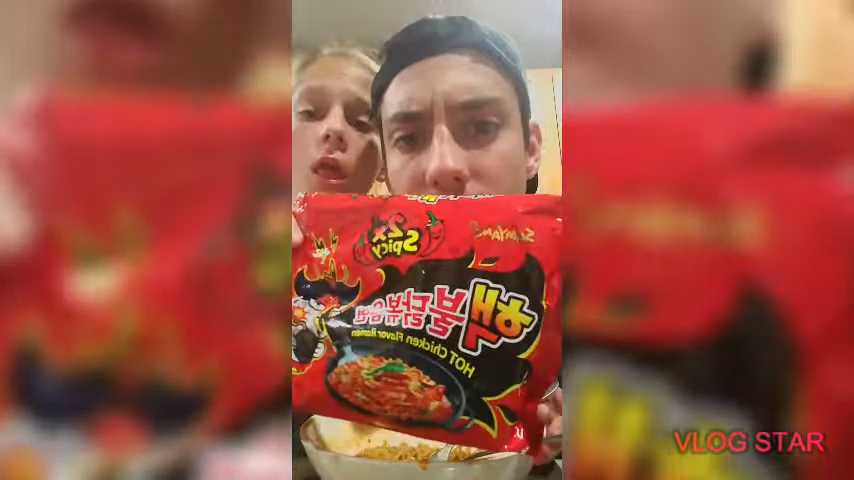 SAMYANG
2x
Spicy
핵
불닭볶음면
HOT Chicken Flavor Ramen
VLOG STAR